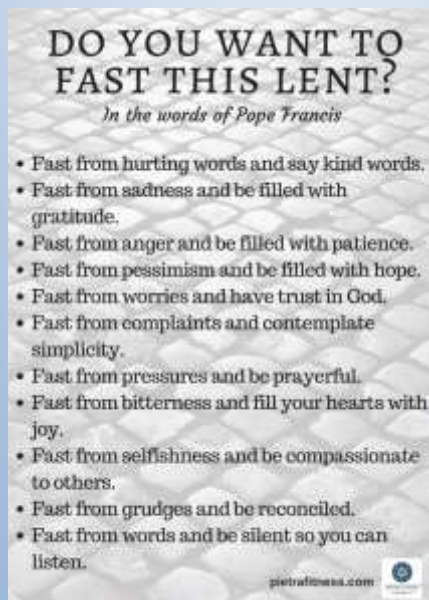 DO YOU WANT TO
FAST THIS LENT?
In the words of Pope Francis
• Fast from hurting words and say kind words.
• Fast from sadness and be filled with
gratitude.
• Fast from anger and be filled with patience.
• Fast from pessimism and be filled with hope.
• Fast from worries and have trust in God.
• Fast from complaints and contemplate
simplicity.
• Fast from pressures and be prayerful.
• Fast from bitterness and fill your hearts with
joy.
• Fast from selfishness and be compassionate
to others.
• Fast from grudges and be reconciled.
• Fast from words and be silent so you can
listen.
pietrafitness.com